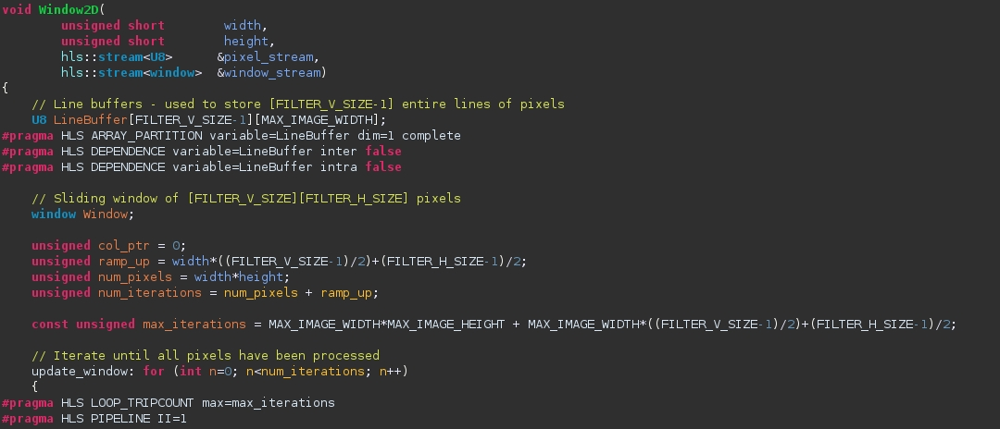 void Window2D(
        unsigned short        width,
        unsigned short        height,
        hls::stream<U8>      &pixel_stream,
        hls::stream<window>  &window_stream)
{
    // Line buffers - used to store [FILTER_V_SIZE-1] entire lines of pixels
    U8 LineBuffer[FILTER_V_SIZE-1][MAX_IMAGE_WIDTH];
#pragma HLS ARRAY_PARTITION variable=LineBuffer dim=1 complete
#pragma HLS DEPENDENCE variable=LineBuffer inter false
#pragma HLS DEPENDENCE variable=LineBuffer intra false

    // Sliding window of [FILTER_V_SIZE][FILTER_H_SIZE] pixels
    window Window;

    unsigned col_ptr = 0;
    unsigned ramp_up = width*((FILTER_V_SIZE-1)/2)+(FILTER_H_SIZE-1)/2;
    unsigned num_pixels = width*height;
    unsigned num_iterations = num_pixels + ramp_up;

    const unsigned max_iterations = MAX_IMAGE_WIDTH*MAX_IMAGE_HEIGHT + MAX_IMAGE_WIDTH*((FILTER_V_SIZE-1)/2)+(FILTER_H_SIZE-1)/2;

    // Iterate until all pixels have been processed
    update_window: for (int n=0; n<num_iterations; n++)
    {
#pragma HLS LOOP_TRIPCOUNT max=max_iterations
#pragma HLS PIPELINE II=1